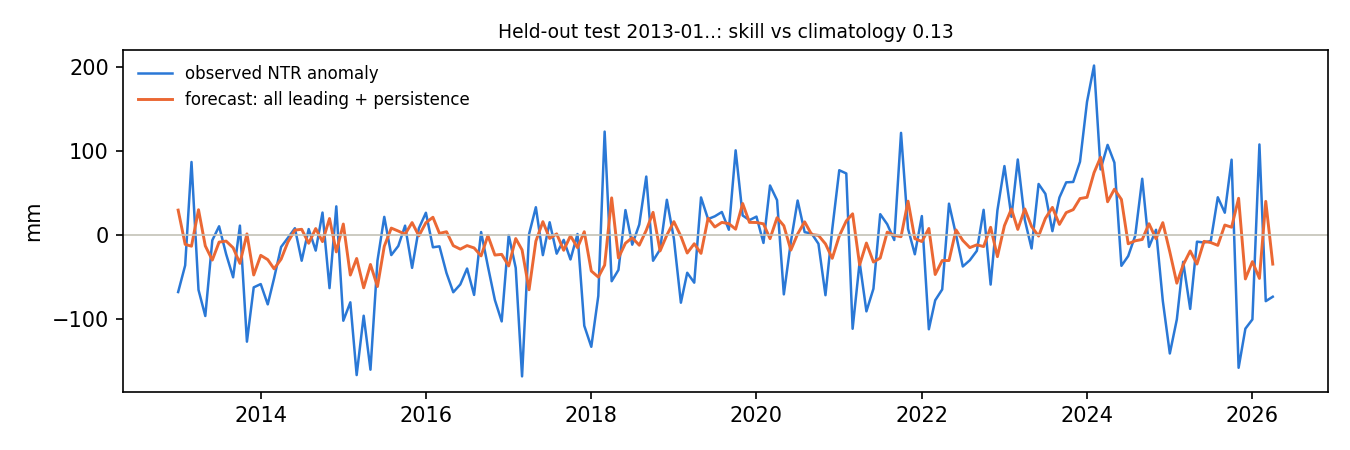 Held-out test 2013-01..: skill vs climatology 0.13
observed NTR anomaly
forecast: all leading + persistence
mm
200
100
0
−100
2014 2016 2018 2020 2022 2024 2026